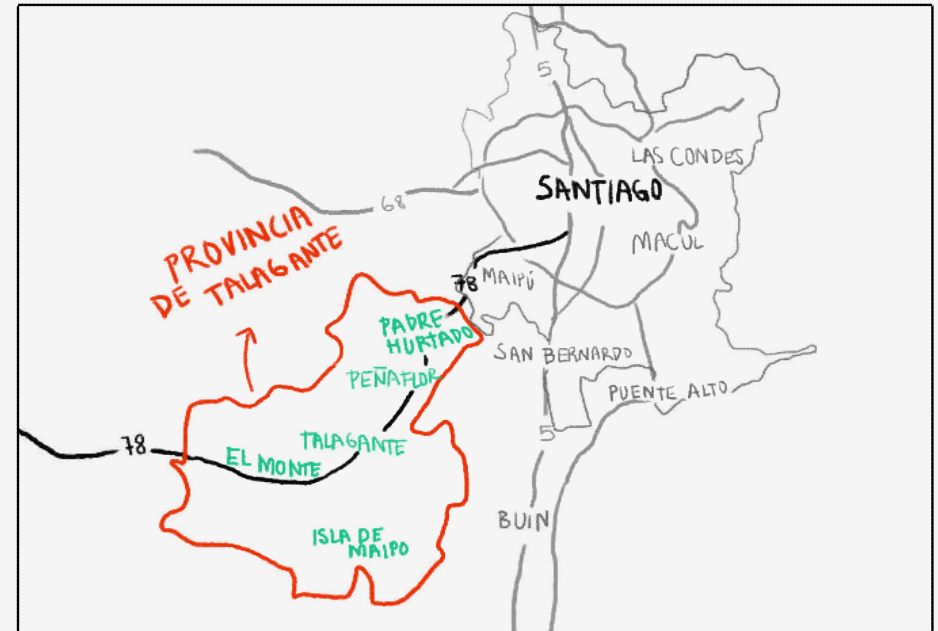 5
LAS CONDES
SANTIAGO
68
PROVINCIA
DE TALAGANTE
MACUL
78
MAIPÚ
PADRE
HURTADO
SAN BERNARDO
PEÑAFLOR
PUENTE ALTO
TALAGANTE
5
78
EL MONTE
BUIN
ISLA DE
MAIPO